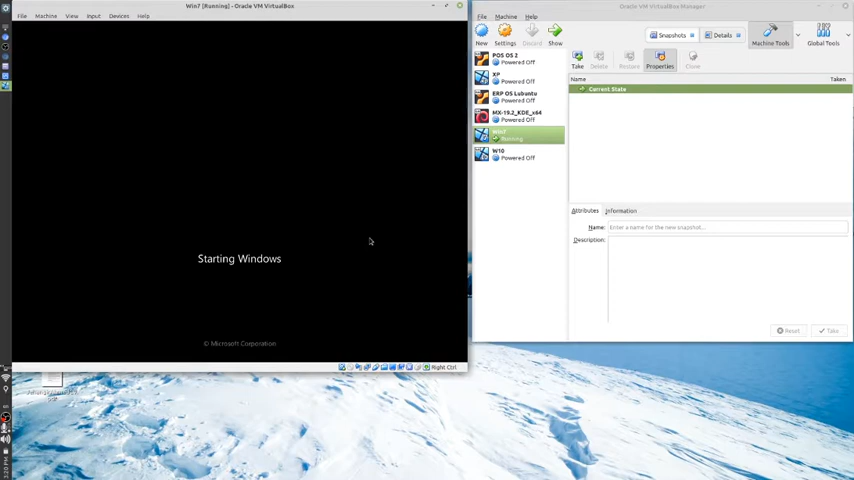 Win7 [Running] - Oracle VM VirtualBox
File Machine View Input Devices Help
Starting Windows
© Microsoft Corporation
Right Ctrl
Oracle VM VirtualBox Manager
File Machine Help
New Settings Discard Show
Snapshots Details Machine Tools Global Tools
Take Delete Restore Properties Clone
POS OS 2
Powered Off
XP
Powered Off
ERP OS Lubuntu
Powered Off
MX-19.2_KDE_x64
Powered Off
Win7
Running
W10
Powered Off
Name Taken
Current State
Attributes Information
Name: Enter a name for the new snapshot...
Description:
Reset Take
3:20 PM